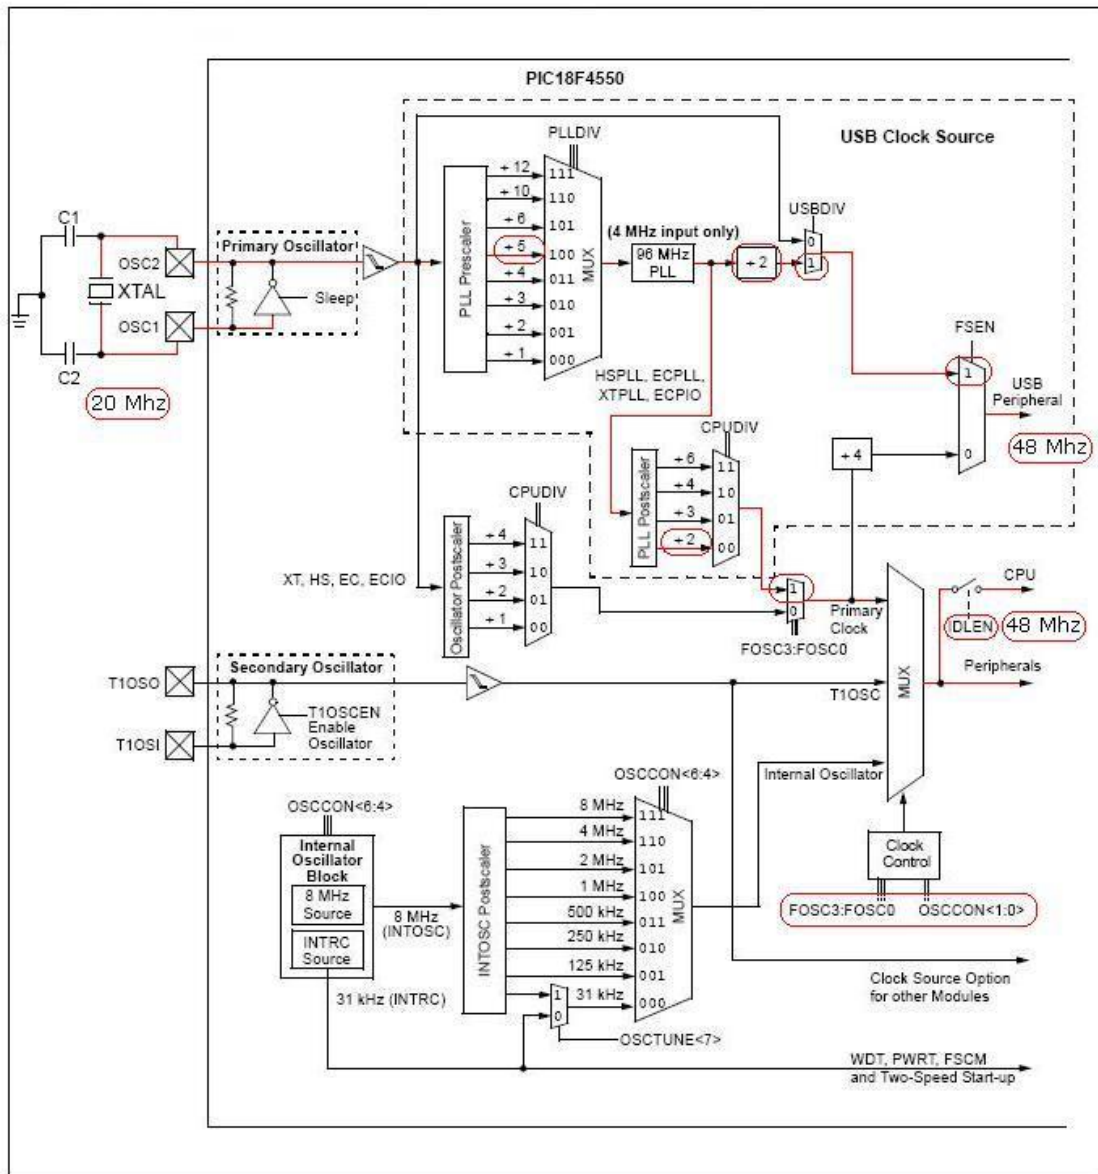 PIC18F4550
USB Clock Source
PLLDIV
PLL Prescaler
÷ 12
÷ 10
÷ 6
÷ 5
÷ 4
÷ 3
÷ 2
÷ 1
111
110
101
100
011
010
001
000
MUX
(4 MHz input only)
96 MHz
PLL
÷ 2
USBDIV
0
1
C1
OSC2
XTAL
OSC1
C2
20 Mhz
Primary Oscillator
Sleep
FSEN
1
0
USB
Peripheral
48 Mhz
HSPLL, ECPLL,
XTPLL, ECPIO
CPUDIV
PLL Postscaler
÷ 6
÷ 4
÷ 3
÷ 2
11
10
01
00
÷ 4
CPUDIV
XT, HS, EC, ECIO
Oscillator Postscaler
÷ 4
÷ 3
÷ 2
÷ 1
11
10
01
00
1
0
Primary
Clock
FOSC3:FOSC0
MUX
CPU
IDLEN
48 Mhz
Peripherals
Secondary Oscillator
T1OSO
T1OSI
T1OSCEN
Enable
Oscillator
T1OSC
Internal Oscillator
OSCCON<6:4>
OSCCON<6:4>
Internal
Oscillator
Block
8 MHz
Source
INTRC
Source
8 MHz
(INTOSC)
31 kHz (INTRC)
INTOSC Postscaler
8 MHz
4 MHz
2 MHz
1 MHz
500 kHz
250 kHz
125 kHz
31 kHz
1
0
111
110
101
100
011
010
001
000
MUX
OSCTUNE<7>
Clock
Control
FOSC3:FOSC0
OSCCON<1:0>
Clock Source Option
for other Modules
WDT, PWRT, FSCM
and Two-Speed Start-up